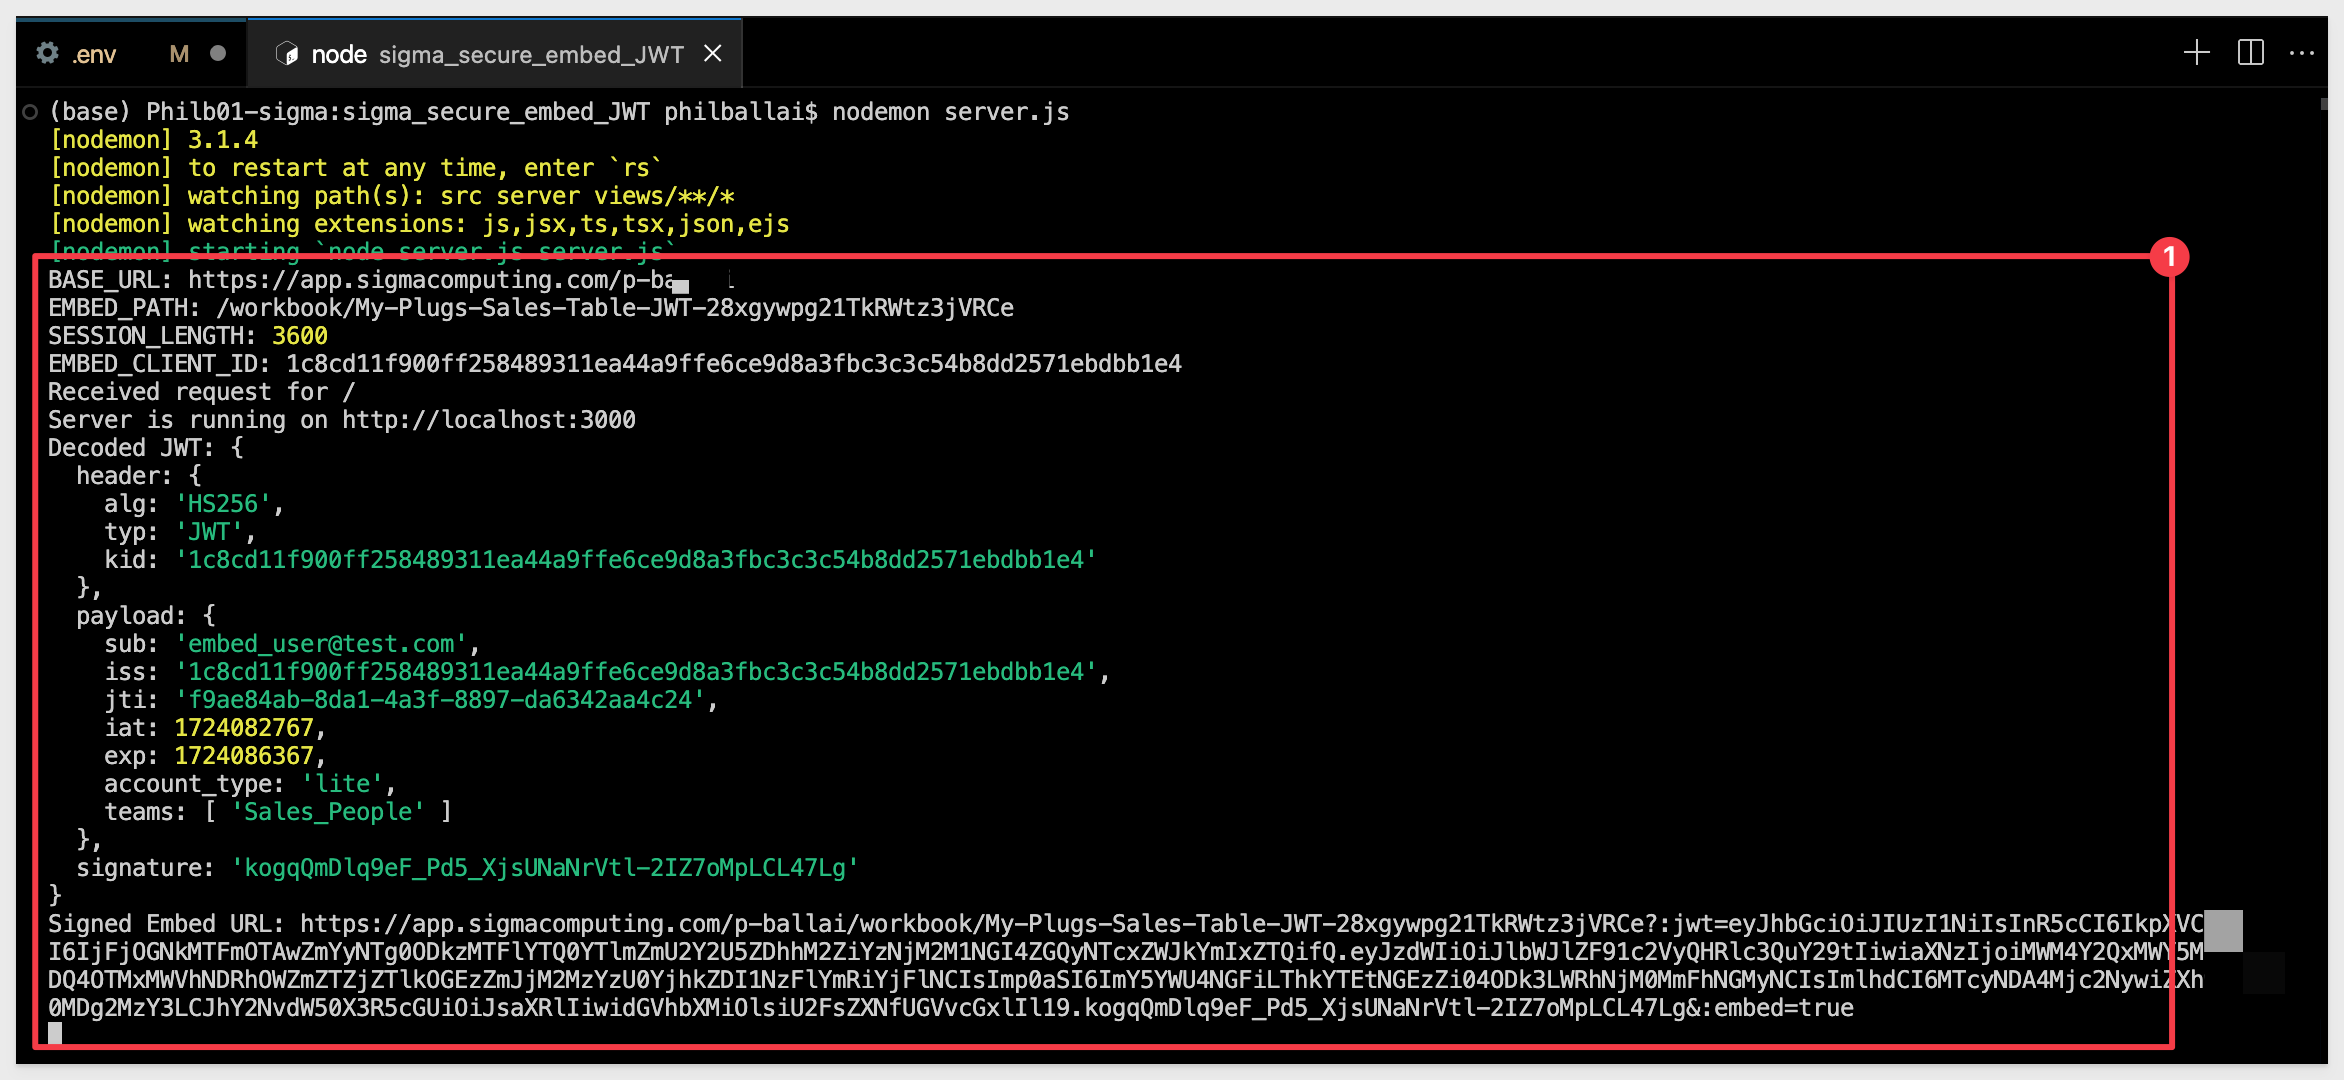 .env M
node sigma_secure_embed_JWT
(base) Philb01-sigma:sigma_secure_embed_JWT philballai$ nodemon server.js
[nodemon] 3.1.4
[nodemon] to restart at any time, enter `rs`
[nodemon] watching path(s): src server views/**/*
[nodemon] watching extensions: js,jsx,ts,tsx,json,ejs
[nodemon] starting `node server.js server.js`
1
BASE_URL: https://app.sigmacomputing.com/p-ba
EMBED_PATH: /workbook/My-Plugs-Sales-Table-JWT-28xgywpg21TkRWtz3jVRCe
SESSION_LENGTH: 3600
EMBED_CLIENT_ID: 1c8cd11f900ff258489311ea44a9ffe6ce9d8a3fbc3c3c54b8dd2571ebdbb1e4
Received request for /
Server is running on http://localhost:3000
Decoded JWT: {
header: {
alg: 'HS256',
typ: 'JWT',
kid: '1c8cd11f900ff258489311ea44a9ffe6ce9d8a3fbc3c3c54b8dd2571ebdbb1e4'
},
payload: {
sub: 'embed_user@test.com',
iss: '1c8cd11f900ff258489311ea44a9ffe6ce9d8a3fbc3c3c54b8dd2571ebdbb1e4',
jti: 'f9ae84ab-8da1-4a3f-8897-da6342aa4c24',
iat: 1724082767,
exp: 1724086367,
account_type: 'lite',
teams: [ 'Sales_People' ]
},
signature: 'kogqQmDlq9eF_Pd5_XjsUNaNrVtl-2IZ7oMpLCL47Lg'
}
Signed Embed URL: https://app.sigmacomputing.com/p-ballai/workbook/My-Plugs-Sales-Table-JWT-28xgywpg21TkRWtz3jVRCe?:jwt=eyJhbGciOiJIUzI1NiIsInR5cCI6IkpXVC
I6IjFjOGNkMTFmOTAwZmYyNTg0ODkzMTFlYTQ0YTlmZmU2Y2U5ZDhhM2ZiYzNjM2M1NGI4ZGQyNTcxZWJkYmIxZTQifQ.eyJzdWIiOiJlbWJlZF91c2VyQHRlc3QuY29tIiwiaXNzIjoiMWM4Y2QxMWY5M
DQ4OTMxMWVhNDRhOWZmZTZjZTlkOGEzZmJjM2MzYzU0YjhkZDI1NzFlYmRiYjFlNCIsImp0aSI6ImY5YWU4NGFiLThkYTEtNGEzZi04ODk3LWRhNjM0MmFhNGMyNCIsImlhdCI6MTcyNDA4Mjc2NywiZXh
0MDg2MzY3LCJhY2NvdW50X3R5cGUiOiJsaXRlIiwidGVhbXMiOlsiU2FsZXNfUGVvcGxlIl19.kogqQmDlq9eF_Pd5_XjsUNaNrVtl-2IZ7oMpLCL47Lg&:embed=true